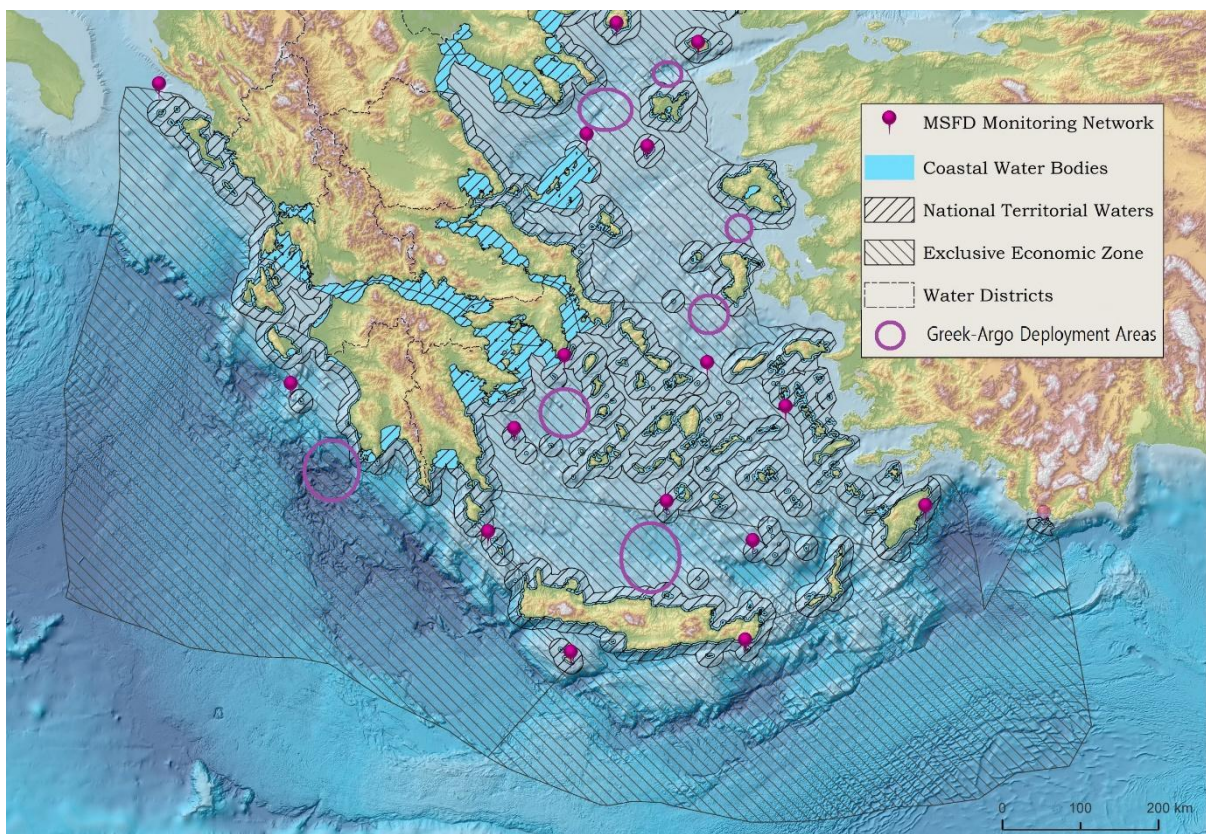 MSFD Monitoring Network
Coastal Water Bodies
National Territorial Waters
Exclusive Economic Zone
Water Districts
Greek-Argo Deployment Areas
0 100 200 km